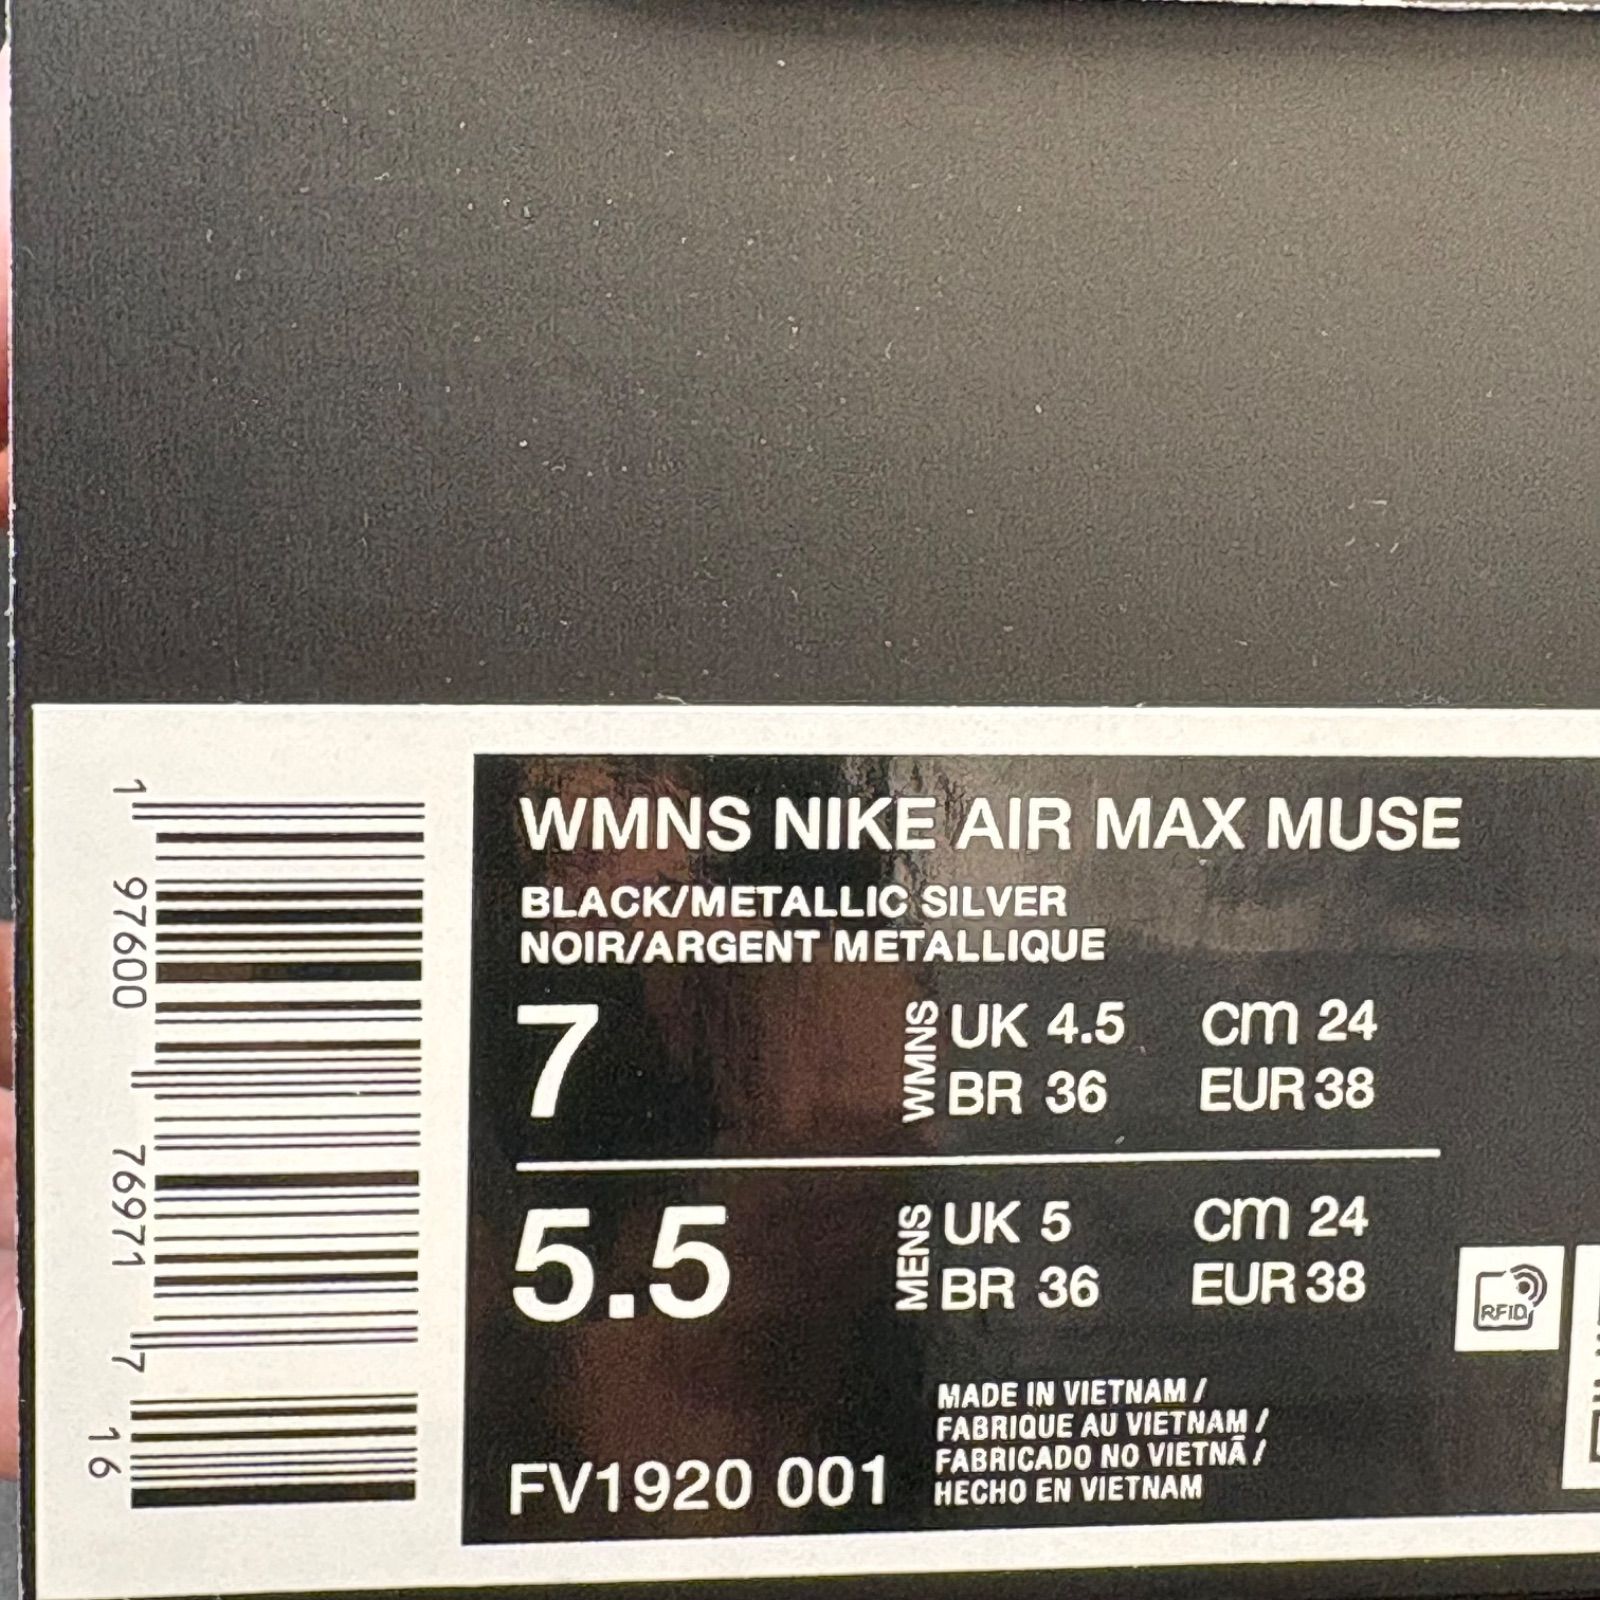 WMNS NIKE AIR MAX MUSE
BLACK/METALLIC SILVER
NOIR/ARGENT METALLIQUE
7
WMNS
UK 4.5 cm 24
BR 36 EUR 38
5.5
MENS
UK 5 cm 24
BR 36 EUR 38
RFID
MADE IN VIETNAM /
FABRIQUE AU VIETNAM /
FABRICADO NO VIETNÃ /
HECHO EN VIETNAM
FV1920 001
1 97600 76971 7 16